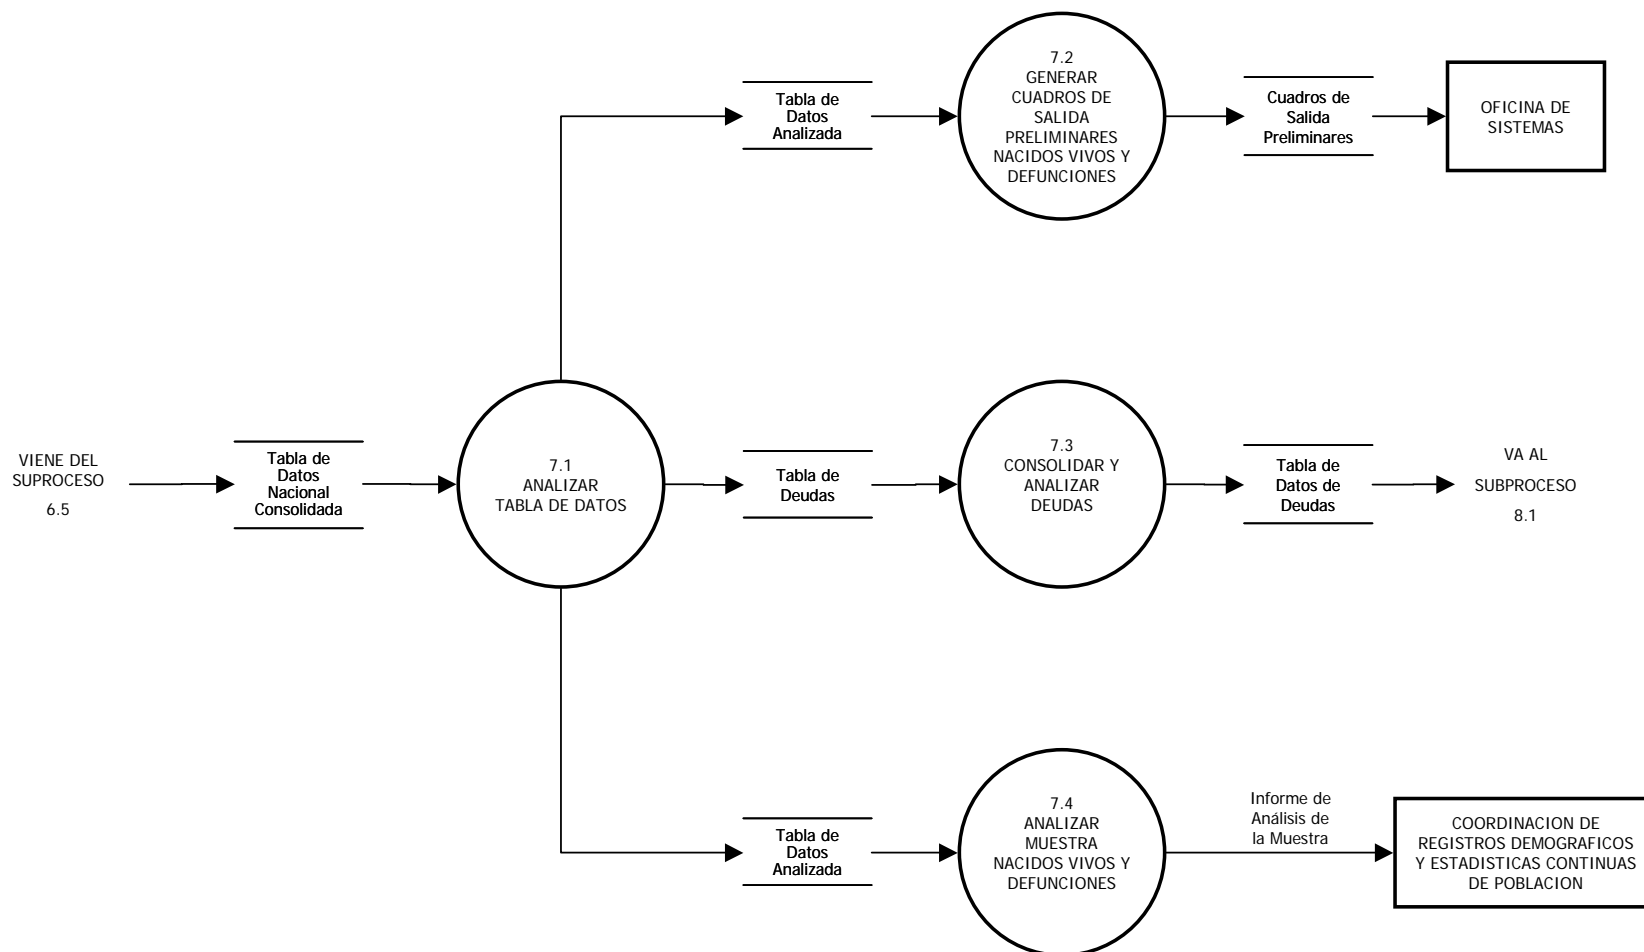 7.2
GENERAR
CUADROS DE
SALIDA
PRELIMINARES
NACIDOS VIVOS Y
DEFUNCIONES
Tabla de
Datos
Analizada
Cuadros de
Salida
Preliminares
OFICINA DE
SISTEMAS
VIENE DEL
SUPROCESO
6.5
Tabla de
Datos
Nacional
Consolidada
7.1
ANALIZAR
TABLA DE DATOS
Tabla de
Deudas
7.3
CONSOLIDAR Y
ANALIZAR
DEUDAS
Tabla de
Datos de
Deudas
VA AL
SUBPROCESO
8.1
Tabla de
Datos
Analizada
7.4
ANALIZAR
MUESTRA
NACIDOS VIVOS Y
DEFUNCIONES
Informe de
Análisis de
la Muestra
COORDINACION DE
REGISTROS DEMOGRAFICOS
Y ESTADISTICAS CONTINUAS
DE POBLACION